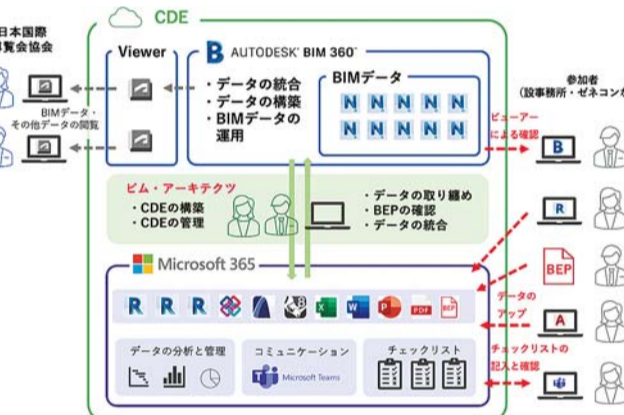 CDE
日本国際
博覧会協会
Viewer
AUTODESK® BIM 360™
・データの統合
・データの構築
・BIMデータの
運用
BIMデータ
N N N N N
N N N N N
BIMデータ・
その他データの閲覧
参加者
(設事務所・ゼネコンな
ビューアー
による確認
B
ビム・アーキテクツ
・CDEの構築
・CDEの管理
・データの取り纏め
・BEPの確認
・データの統合
R
BEP
Microsoft 365
R R R
X W P PDF BEP
データの
アップ
A
データの分析と管理
コミュニケーション
Microsoft Teams
チェックリスト
チェックリストの
記入と確認